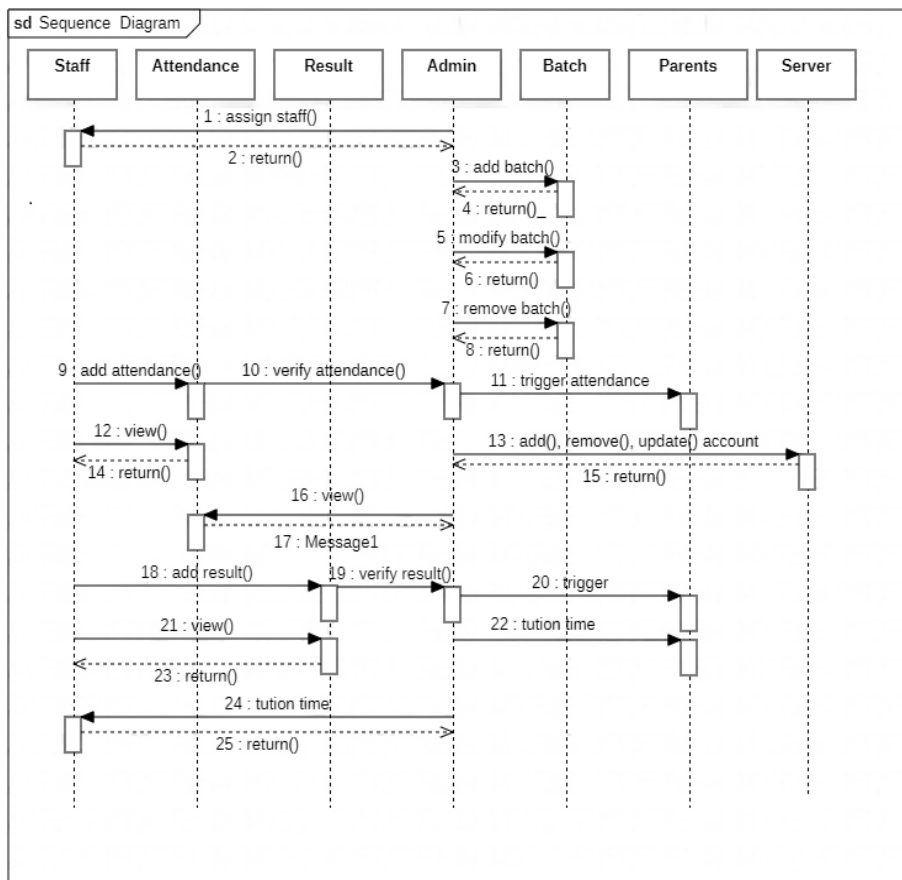 sd Sequence Diagram
Staff
Attendance
Result
Admin
Batch
Parents
Server
1 : assign staff()
2 : return()
3 : add batch()
4 : return()_
5 : modify batch()
6 : return()
7 : remove batch()
8 : return()
9 : add attendance()
10 : verify attendance()
11 : trigger attendance
12 : view()
13 : add(), remove(), update() account
14 : return()
15 : return()
16 : view()
17 : Message1
18 : add result()
19 : verify result()
20 : trigger
21 : view()
22 : tution time
23 : return()
24 : tution time
25 : return()